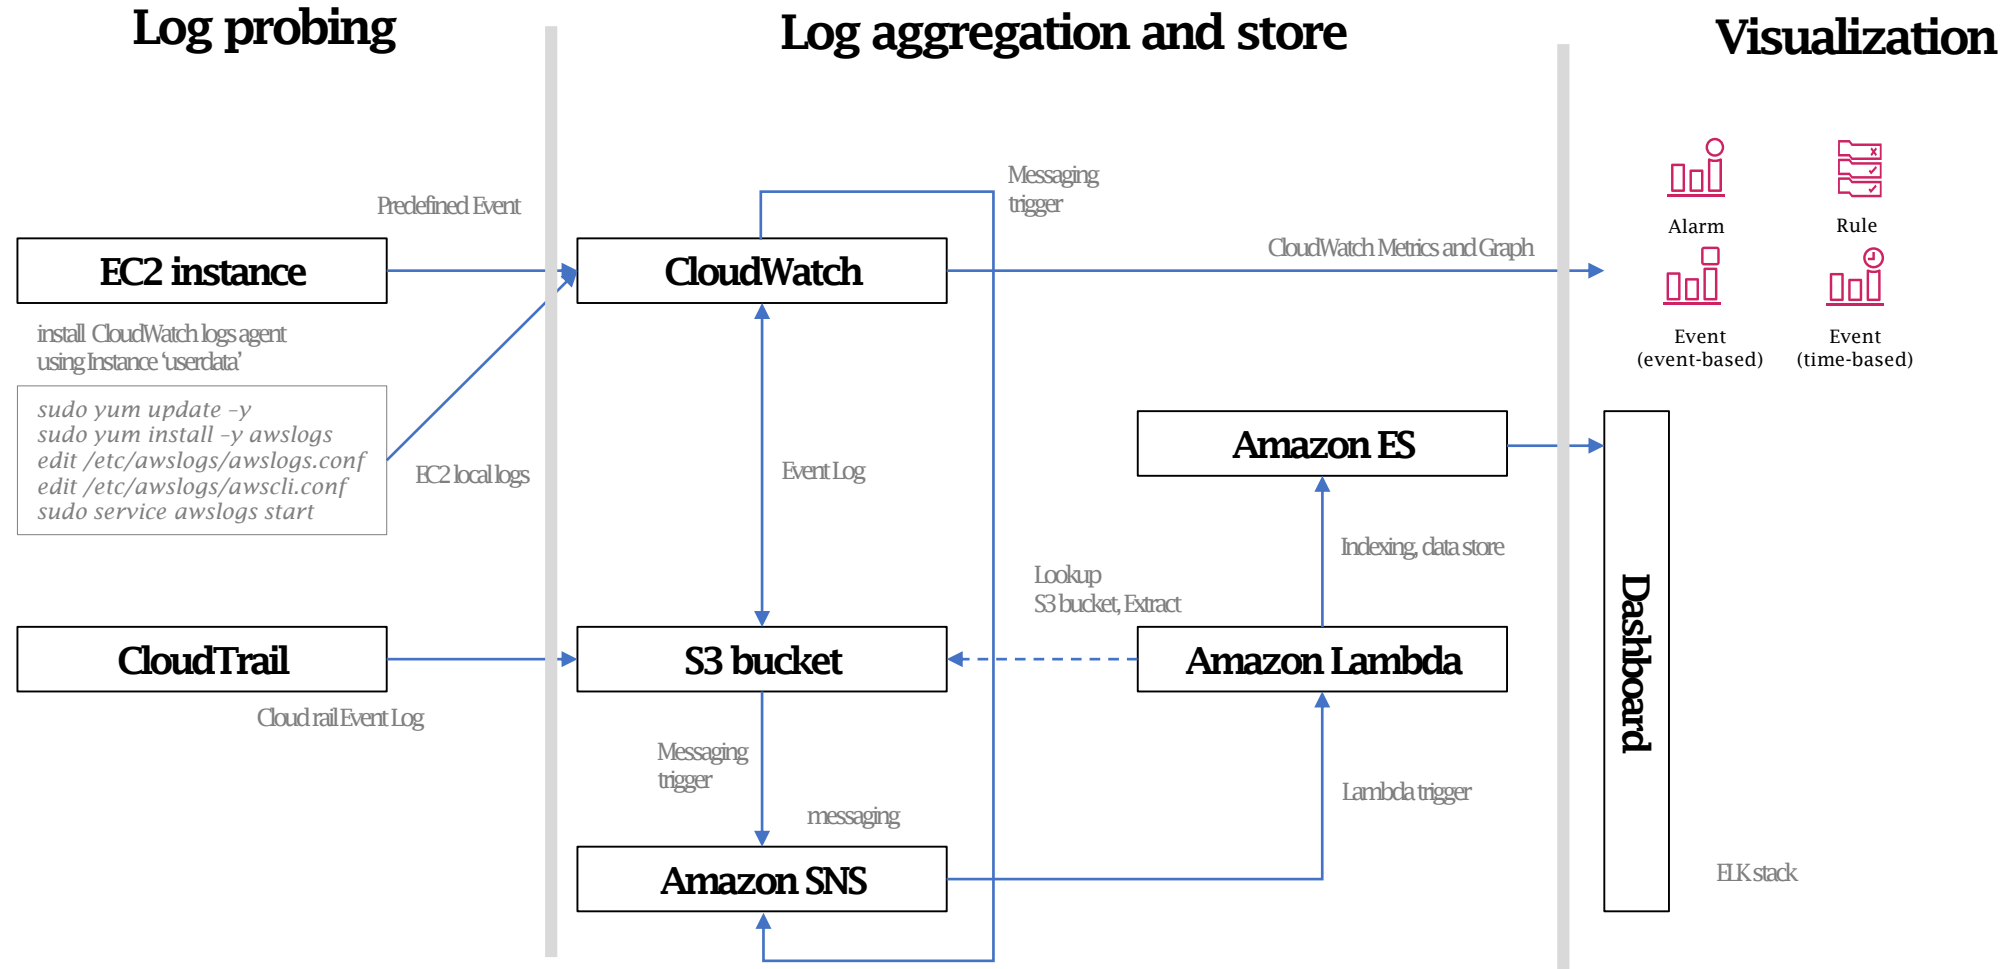 Log probing
Log aggregation and store
Visualization
Predefined Event
EC2 instance
install CloudWatch logs agent
using Instance ‘userdata’
sudo yum update –y
sudo yum install –y awslogs
edit /etc/awslogs/awslogs.conf
edit /etc/awslogs/awscli.conf
sudo service awslogs start
EC2 local logs
CloudTrail
Cloud rail Event Log
Messaging
trigger
CloudWatch
CloudWatch Metrics and Graph
Event Log
Amazon ES
Indexing, data store
Lookup
S3 bucket, Extract
S3 bucket
Amazon Lambda
Messaging
trigger
messaging
Lambda trigger
Amazon SNS
Alarm
Rule
Event
(event-based)
Event
(time-based)
Dashboard
ELK stack